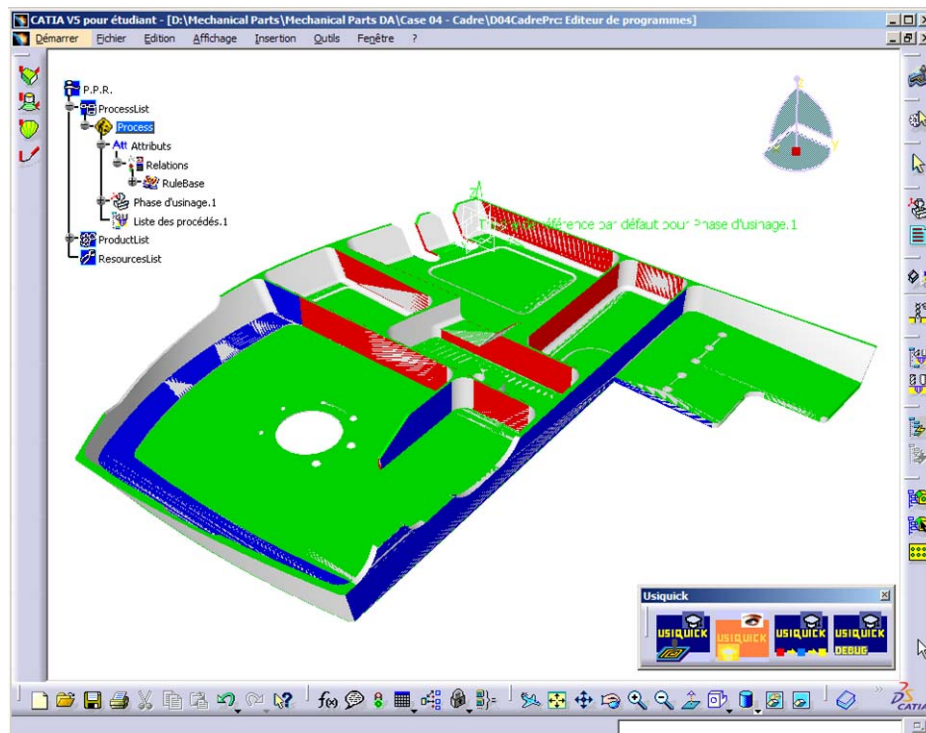 CATIA V5 pour étudiant - [D:\Mechanical Parts\Mechanical Parts DA\Case 04 - Cadre\D04CadrePrc: Editeur de programmes]
Démarrer Fichier Edition Affichage Insertion Outils Fenêtre ?
P.P.R.
ProcessList
Process
Att Attributs
Relations
RuleBase
Phase d'usinage.1
Liste des procédés.1
ProductList
ResourcesList
z
y
référence par défaut pour Phase d'usinage.1
Usiquick
USIQUICK USIQUICK USIQUICK USIQUICK
DEBUG
f(x)
CATIA